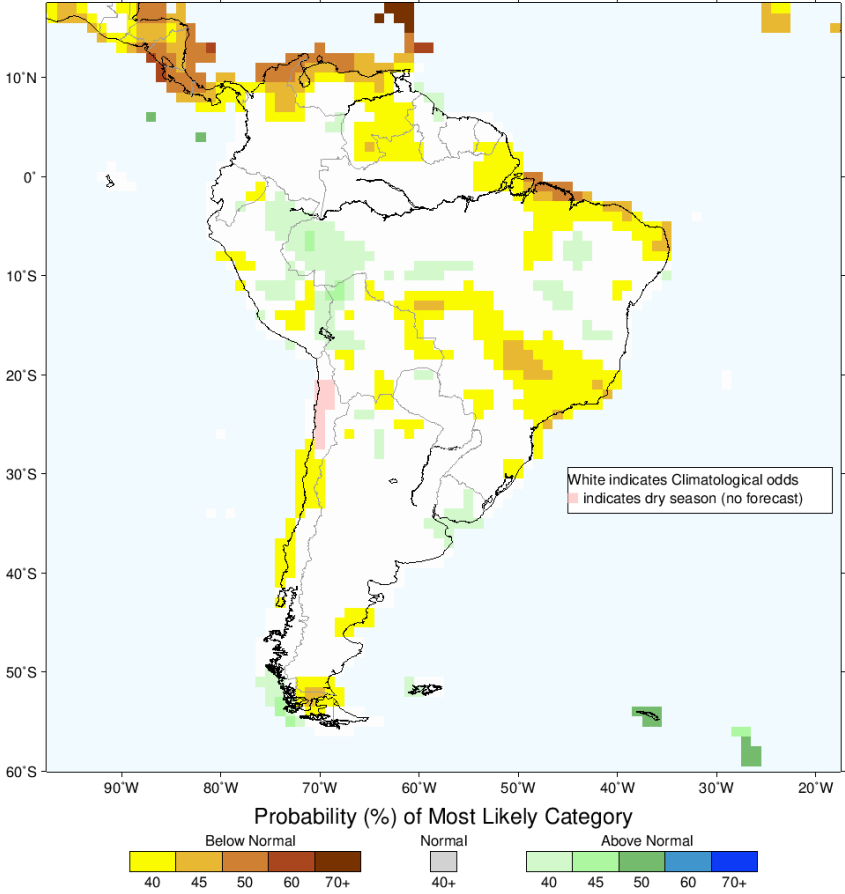 10°N
0°
10°S
20°S
30°S
40°S
50°S
60°S
White indicates Climatological odds
indicates dry season (no forecast)
90°W 80°W 70°W 60°W 50°W 40°W 30°W 20°W
Probability (%) of Most Likely Category
Below Normal Normal Above Normal
40 45 50 60 70+ 40+ 40 45 50 60 70+